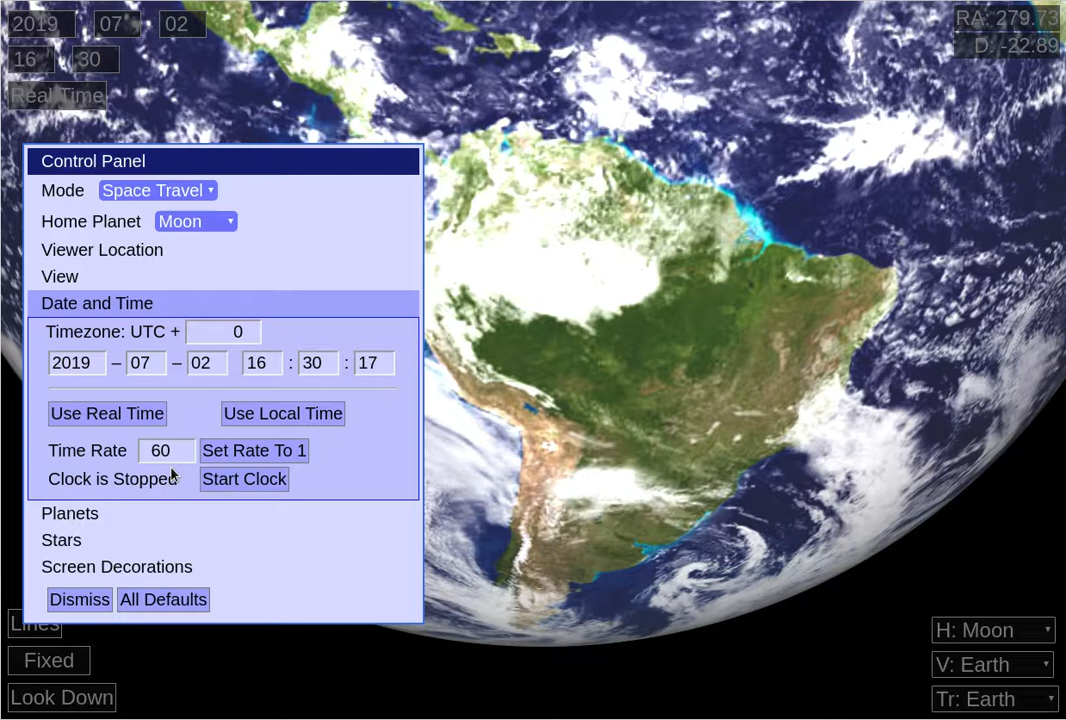 2019 07 02
16 30
Real Time
RA: 279.73
D: -22.89
Control Panel
Mode Space Travel
Home Planet Moon
Viewer Location
View
Date and Time
Timezone: UTC + 0
2019 – 07 – 02 16 : 30 : 17
Use Real Time Use Local Time
Time Rate 60 Set Rate To 1
Clock is Stopped Start Clock
Planets
Stars
Screen Decorations
Dismiss All Defaults
Lines
Fixed
Look Down
H: Moon
V: Earth
Tr: Earth